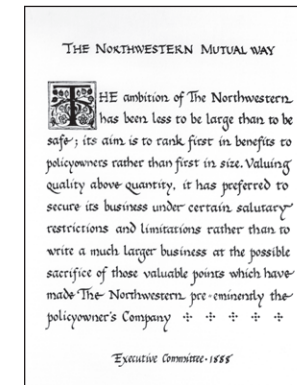 THE NORTHWESTERN MUTUAL WAY
THE ambition of The Northwestern
has been less to be large than to be
safe; its aim is to rank first in benefits to
policyowners rather than first in size. Valuing
quality above quantity, it has preferred to
secure its business under certain salutary
restrictions and limitations rather than to
write a much larger business at the possible
sacrifice of those valuable points which have
made The Northwestern pre-eminently the
policyowner's Company
Executive Committee-1888